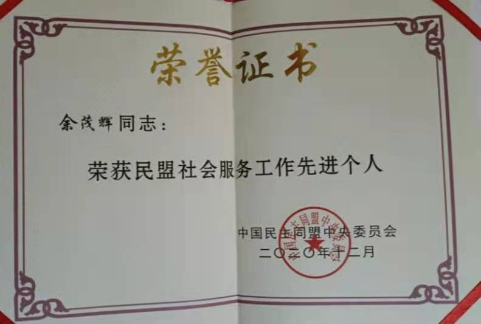 荣誉证书
余茂辉同志：
荣获民盟社会服务工作先进个人
中国民主同盟中央委员会
二〇二〇年十二月